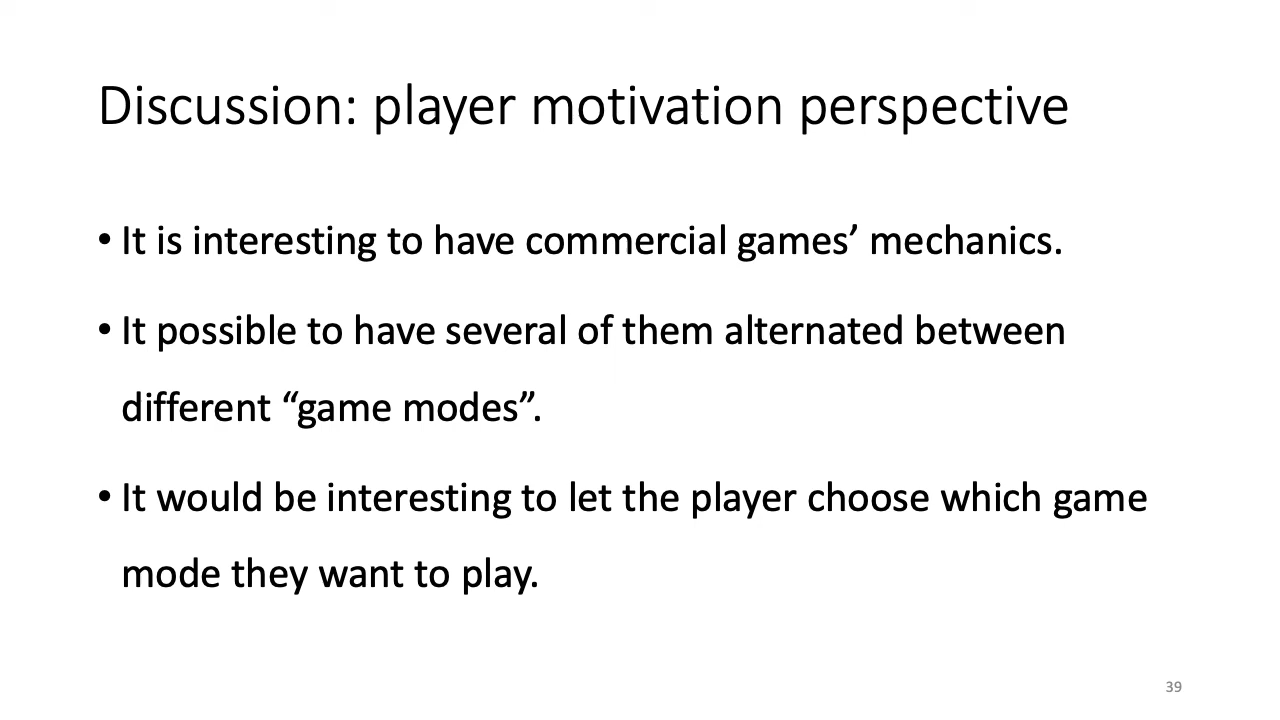 Discussion: player motivation perspective
• It is interesting to have commercial games’ mechanics.
• It possible to have several of them alternated between
different “game modes”.
• It would be interesting to let the player choose which game
mode they want to play.
39